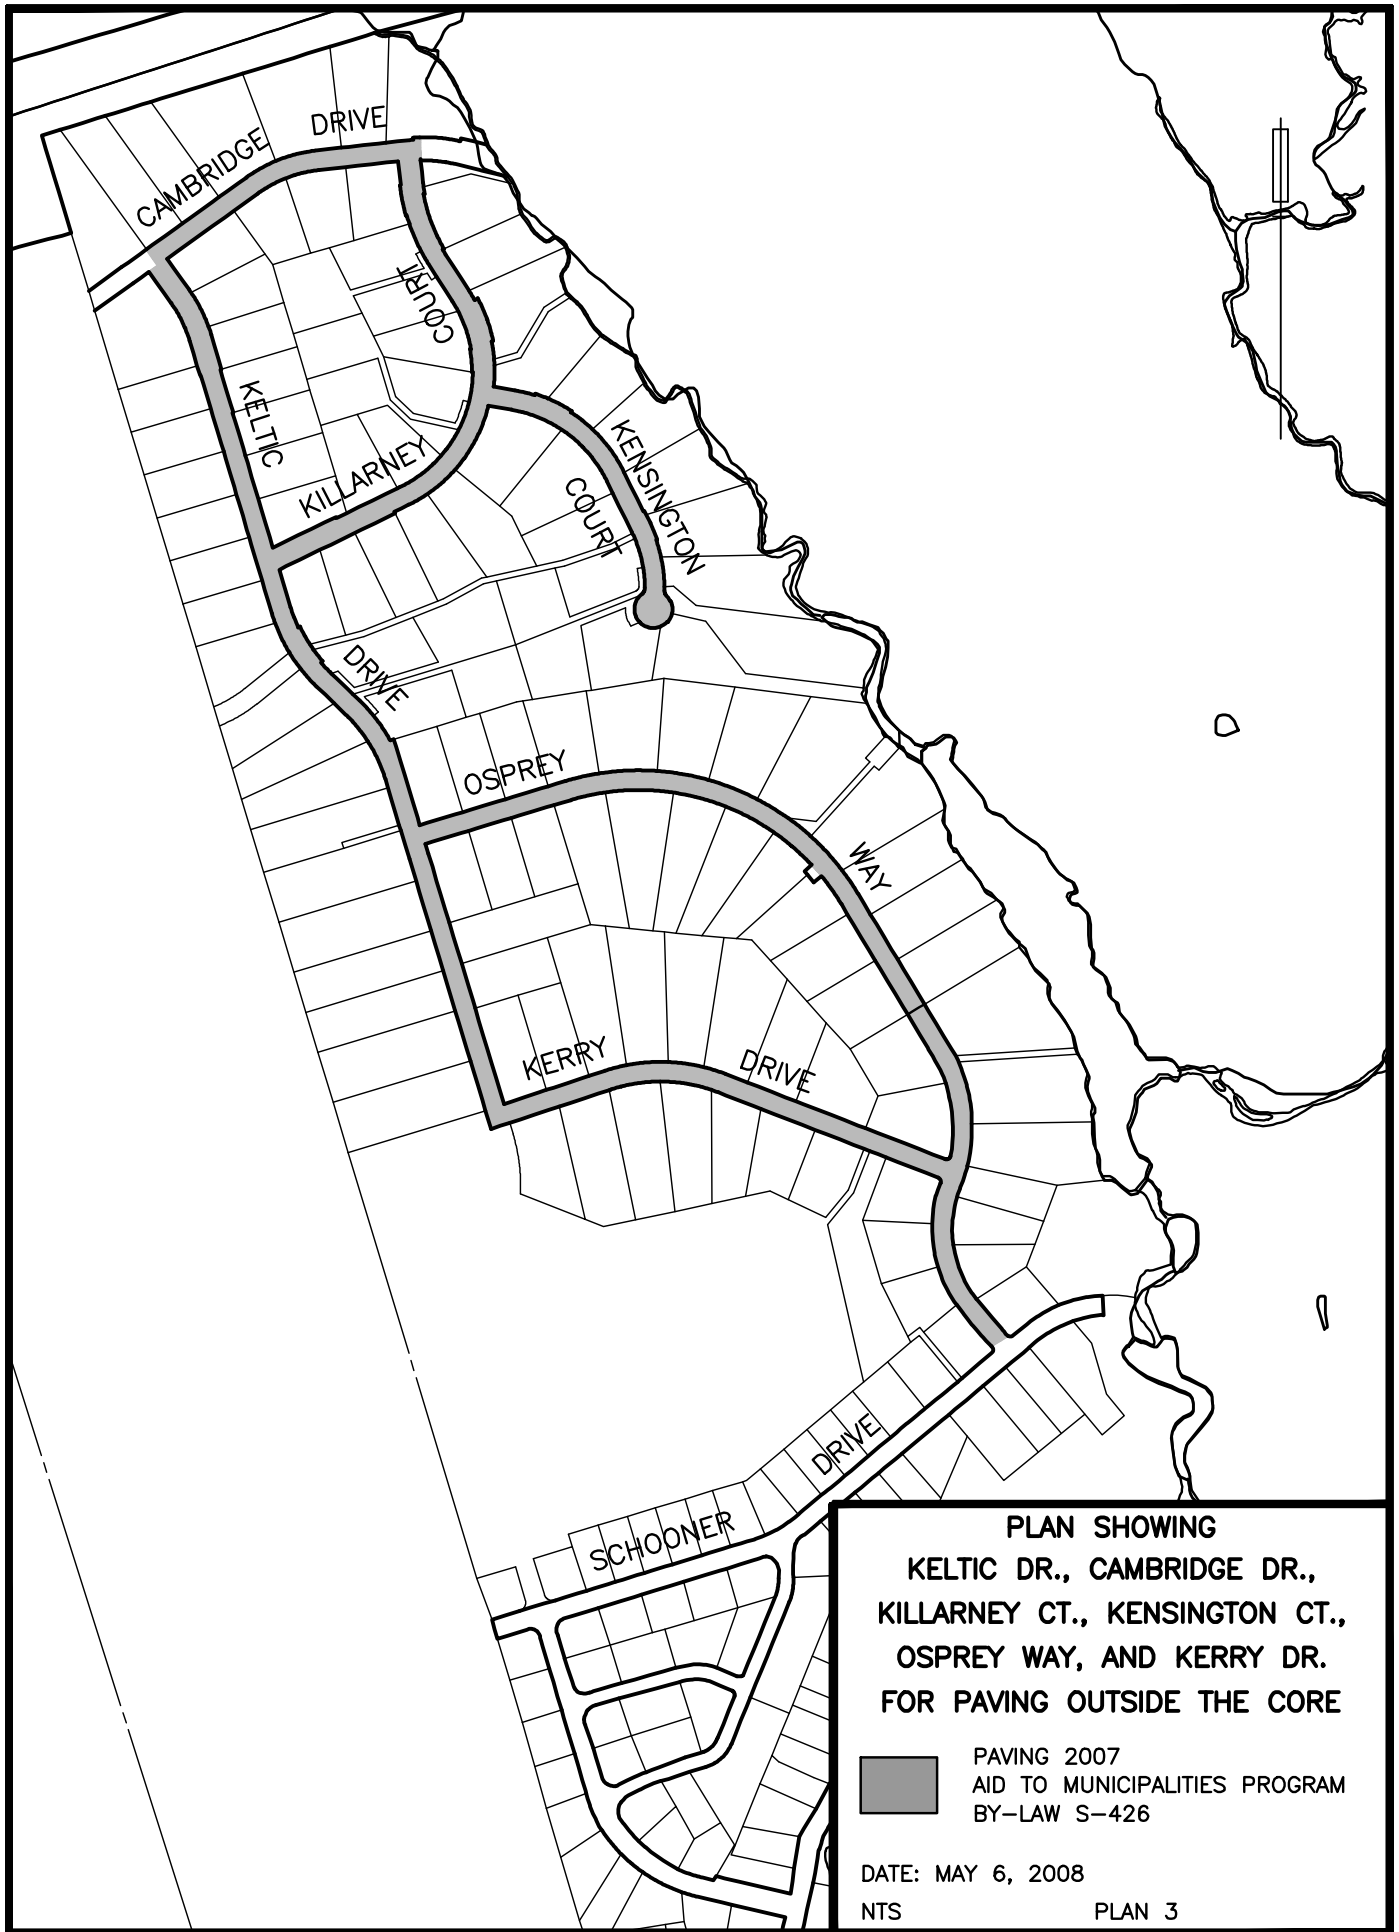 CAMBRIDGE DRIVE
COURT
KELTIC
KILLARNEY
KENSINGTON
COURT
DRIVE
OSPREY
WAY
KERRY DRIVE
DRIVE
SCHOONER
PLAN SHOWING
KELTIC DR., CAMBRIDGE DR.,
KILLARNEY CT., KENSINGTON CT.,
OSPREY WAY, AND KERRY DR.
FOR PAVING OUTSIDE THE CORE
PAVING 2007
AID TO MUNICIPALITIES PROGRAM
BY-LAW S-426
DATE: MAY 6, 2008
NTS PLAN 3